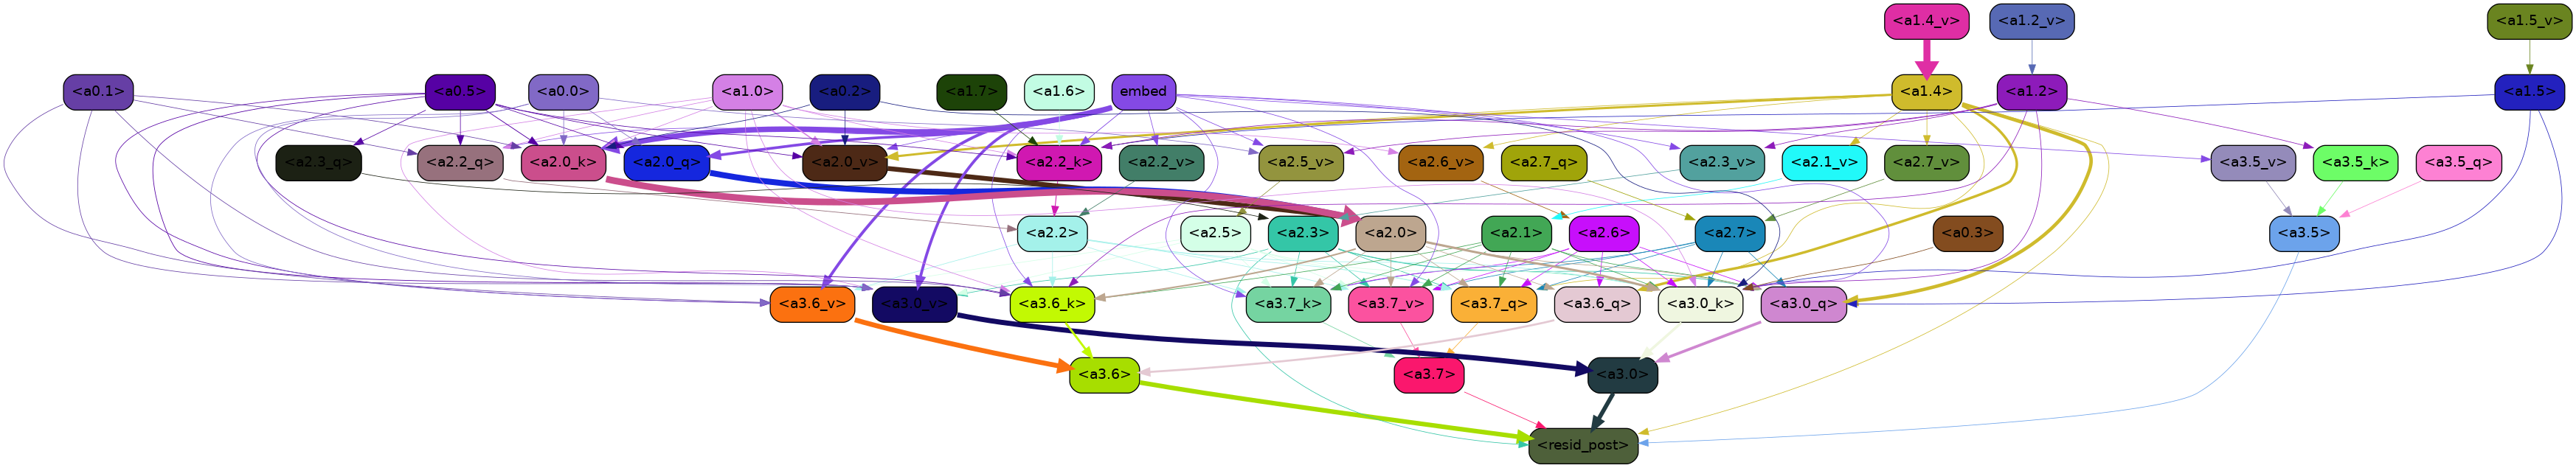 <a1.4_v> <a1.2_v> <a1.5_v>
<a0.1> <a0.5> <a0.0> <a1.0> <a0.2> <a1.7> <a1.6> embed <a1.4> <a1.2> <a1.5>
<a2.3_q> <a2.2_q> <a2.0_k> <a2.0_q> <a2.0_v> <a2.2_k> <a2.2_v> <a2.5_v> <a2.6_v> <a2.7_q> <a2.3_v> <a2.1_v> <a2.7_v> <a3.5_v> <a3.5_k> <a3.5_q>
<a2.2> <a2.5> <a2.3> <a2.0> <a2.1> <a2.6> <a2.7> <a0.3> <a3.5>
<a3.6_v> <a3.0_v> <a3.6_k> <a3.7_k> <a3.7_v> <a3.7_q> <a3.6_q> <a3.0_k> <a3.0_q>
<a3.6> <a3.7> <a3.0>
<resid_post>